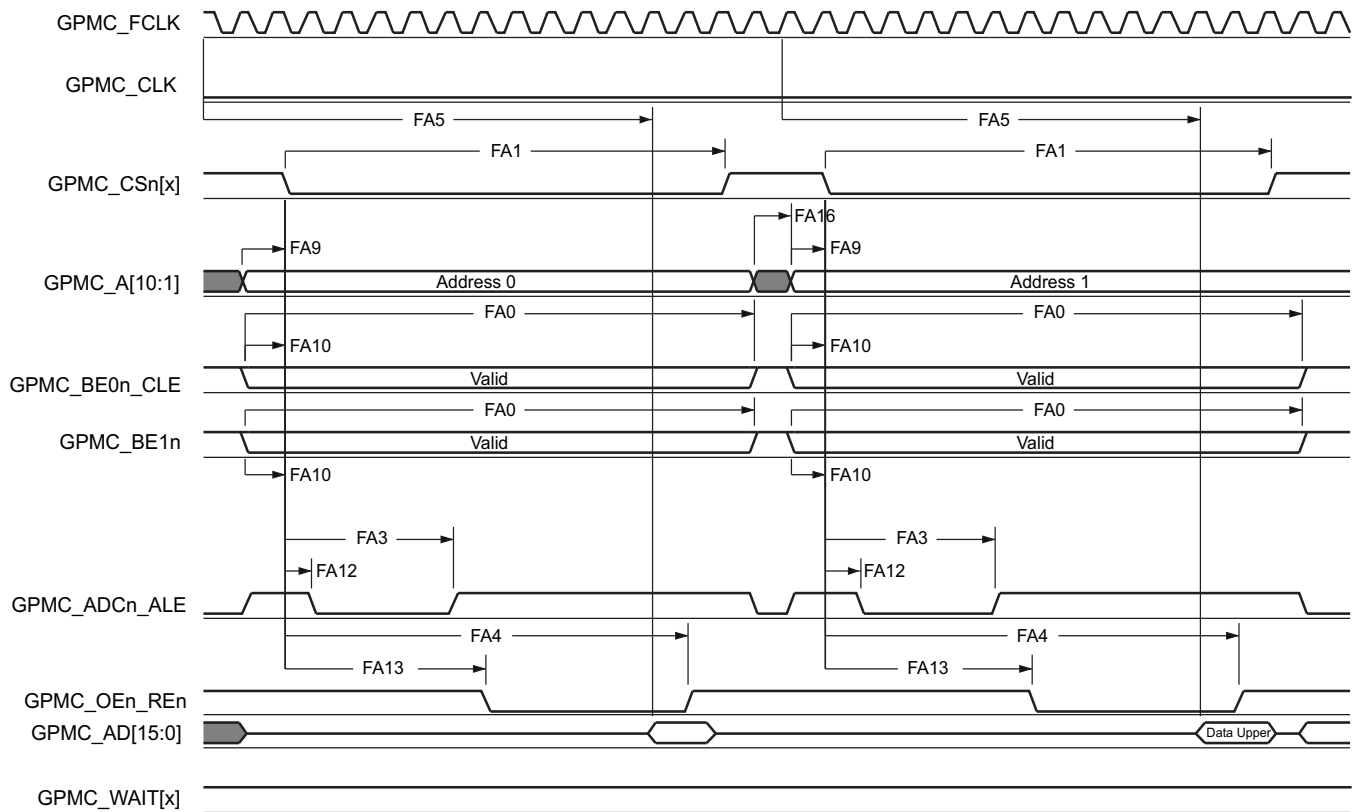 GPMC_FCLK
GPMC_CLK
FA5 FA5
FA1 FA1
GPMC_CSn[x]
FA16
FA9 FA9
GPMC_A[10:1] Address 0 Address 1
FA0 FA0
FA10 FA10
GPMC_BE0n_CLE Valid Valid
FA0 FA0
GPMC_BE1n Valid Valid
FA10 FA10
FA3 FA3
FA12 FA12
GPMC_ADCn_ALE
FA4 FA4
FA13 FA13
GPMC_OEn_REn
GPMC_AD[15:0] Data Upper
GPMC_WAIT[x]